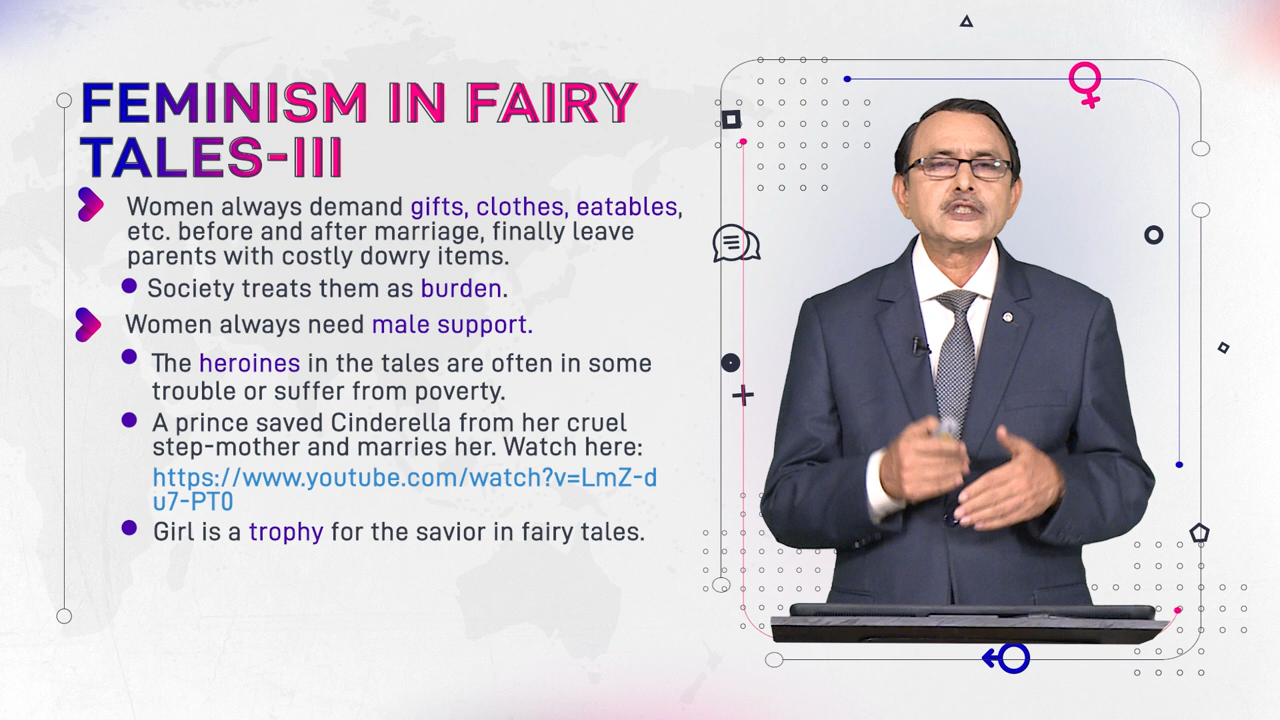 FEMINISM IN FAIRY
TALES-III
Women always demand gifts, clothes, eatables,
etc. before and after marriage, finally leave
parents with costly dowry items.
Society treats them as burden.
Women always need male support.
The heroines in the tales are often in some
trouble or suffer from poverty.
A prince saved Cinderella from her cruel
step-mother and marries her. Watch here:
https://www.youtube.com/watch?v=LmZ-d
u7-PT0
Girl is a trophy for the savior in fairy tales.